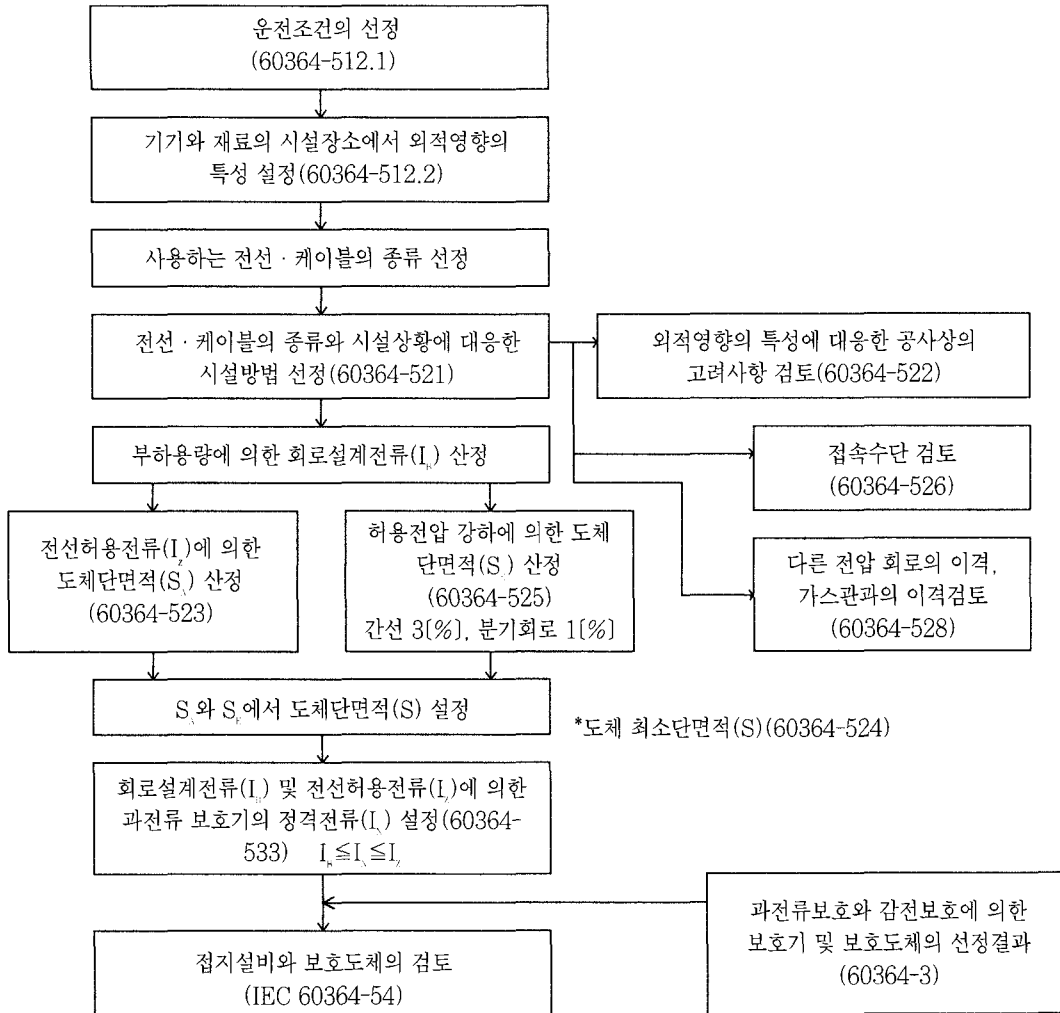 운전조건의 선정
(60364-512.1)
기기와 재료의 시설장소에서 외적영향의
특성 설정(60364-512.2)
사용하는 전선 · 케이블의 종류 선정
전선 · 케이블의 종류와 시설상황에 대응한
시설방법 선정(60364-521)
외적영향의 특성에 대응한 공사상의
고려사항 검토(60364-522)
부하용량에 의한 회로설계전류(I_B) 산정
접속수단 검토
(60364-526)
전선허용전류(I_Z)에 의한
도체단면적(S_A) 산정
(60364-523)
허용전압 강하에 의한 도체
단면적(S) 산정
(60364-525)
간선 3[%], 분기회로 1[%]
다른 전압 회로의 이격,
가스관과의 이격검토
(60364-528)
S_A와 S에서 도체단면적(S) 설정
*도체 최소단면적(S)(60364-524)
회로설계전류(I_B) 및 전선허용전류(I_Z)에 의한
과전류 보호기의 정격전류(I_N) 설정(60364-
533) I_B≦I_N≦I_Z
과전류보호와 감전보호에 의한
보호기 및 보호도체의 선정결과
(60364-3)
접지설비와 보호도체의 검토
(IEC 60364-54)